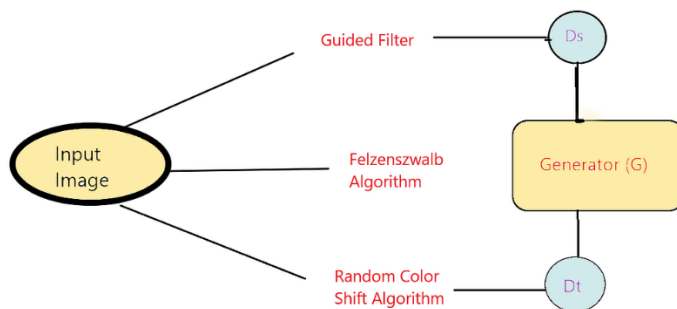 Guided Filter
Ds
Input
Image
Felzenszwalb
Algorithm
Generator (G)
Random Color
Shift Algorithm
Dt